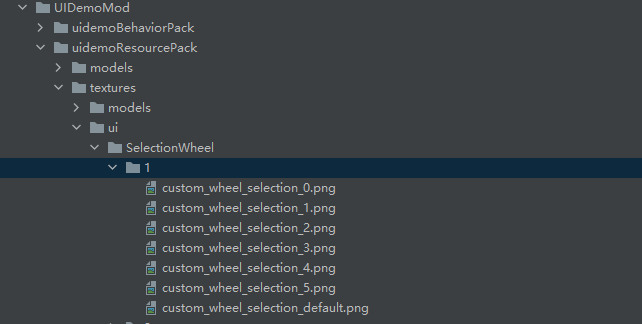 UIDemoMod
uidemoBehaviorPack
uidemoResourcePack
models
textures
models
ui
SelectionWheel
1
custom_wheel_selection_0.png
custom_wheel_selection_1.png
custom_wheel_selection_2.png
custom_wheel_selection_3.png
custom_wheel_selection_4.png
custom_wheel_selection_5.png
custom_wheel_selection_default.png